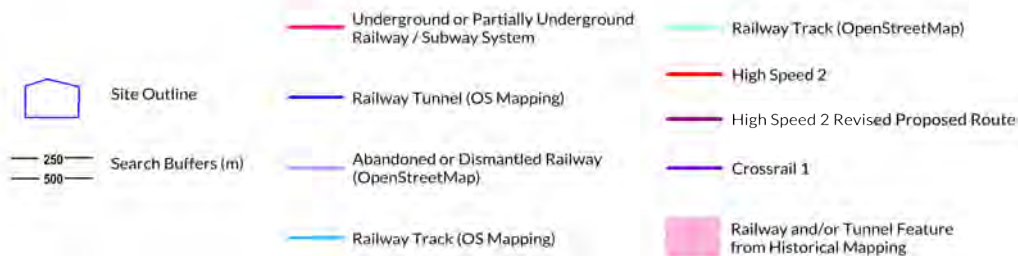 Site Outline
250
500
Search Buffers (m)
Underground or Partially Underground
Railway / Subway System
Railway Tunnel (OS Mapping)
Abandoned or Dismantled Railway
(OpenStreetMap)
Railway Track (OS Mapping)
Railway Track (OpenStreetMap)
High Speed 2
High Speed 2 Revised Proposed Route
Crossrail 1
Railway and/or Tunnel Feature
from Historical Mapping